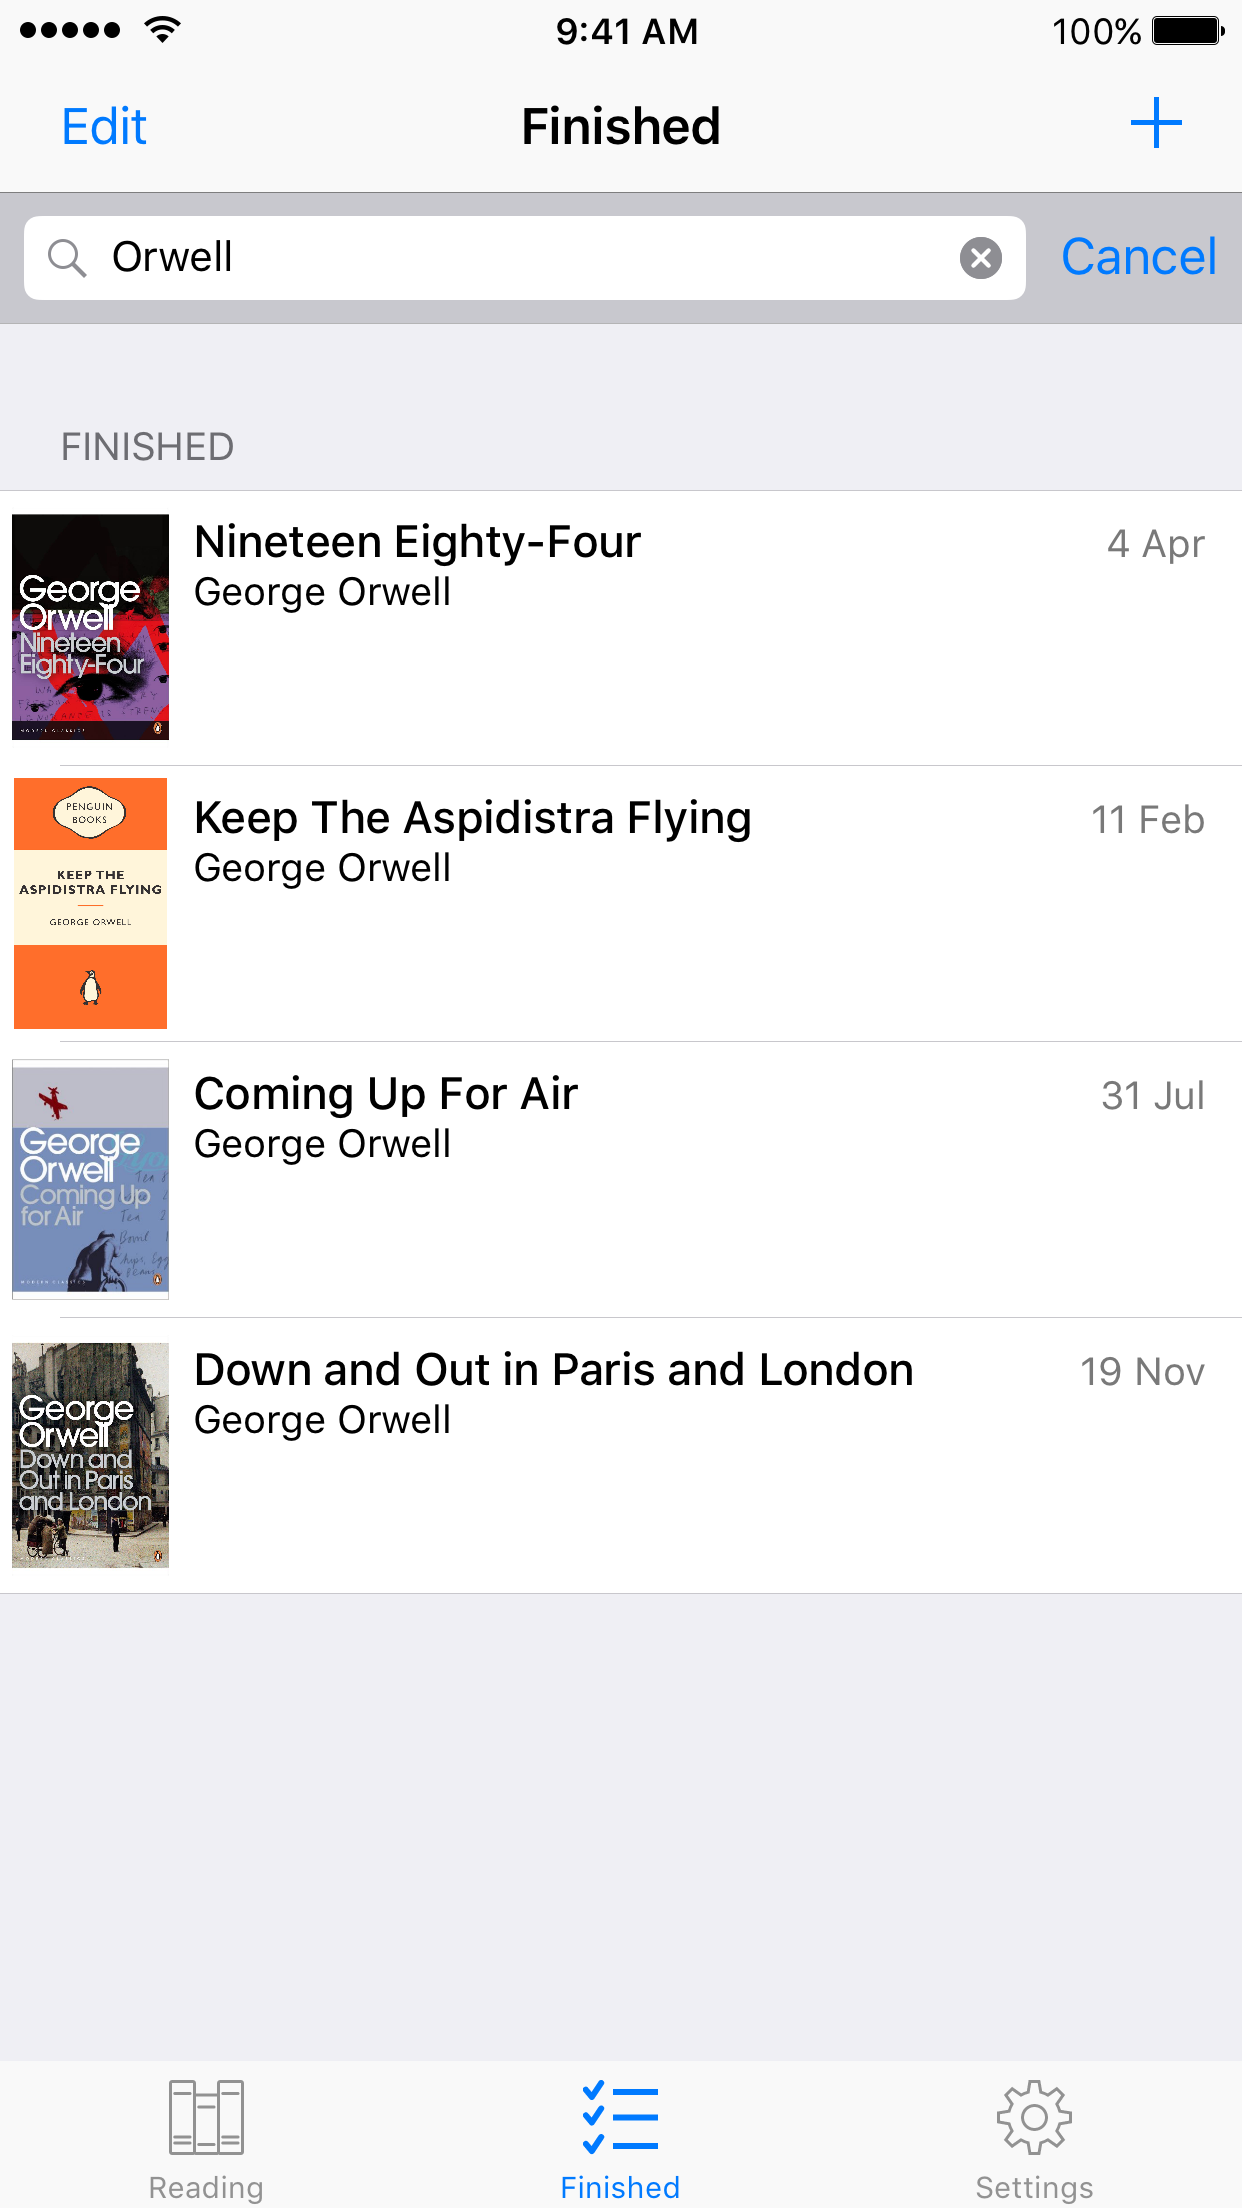 9:41 AM
100%
Edit
Finished
Orwell
Cancel
FINISHED
George
Orwell
Nineteen
Eighty-Four
Nineteen Eighty-Four
4 Apr
George Orwell
PENGUIN
BOOKS
KEEP THE
ASPIDISTRA FLYING
GEORGE ORWELL
Keep The Aspidistra Flying
11 Feb
George Orwell
George
Orwell
Coming Up
for Air
Coming Up For Air
31 Jul
George Orwell
George
Orwell
Down and
Out in Paris
and London
Down and Out in Paris and London
19 Nov
George Orwell
Reading
Finished
Settings